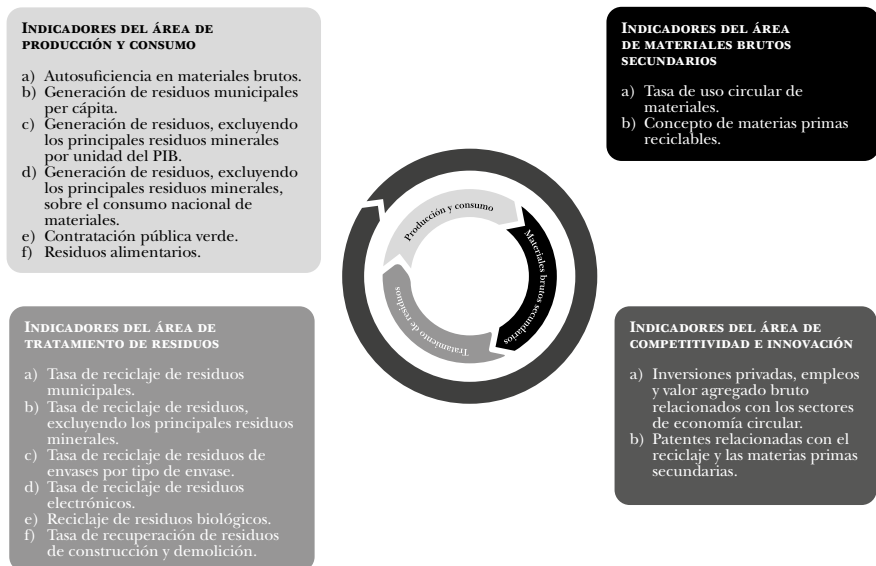 INDICADORES DEL ÁREA DE
PRODUCCIÓN Y CONSUMO
a) Autosuficiencia en materiales brutos.
b) Generación de residuos municipales
per cápita.
c) Generación de residuos, excluyendo
los principales residuos minerales
por unidad del PIB.
d) Generación de residuos, excluyendo
los principales residuos minerales,
sobre el consumo nacional de
materiales.
e) Contratación pública verde.
f) Residuos alimentarios.
INDICADORES DEL ÁREA
DE MATERIALES BRUTOS
SECUNDARIOS
a) Tasa de uso circular de
materiales.
b) Concepto de materias primas
reciclables.
Producción y consumo
Materiales brutos secundarios
Tratamiento de residuos
INDICADORES DEL ÁREA DE
TRATAMIENTO DE RESIDUOS
a) Tasa de reciclaje de residuos
municipales.
b) Tasa de reciclaje de residuos,
excluyendo los principales residuos
minerales.
c) Tasa de reciclaje de residuos de
envases por tipo de envase.
d) Tasa de reciclaje de residuos
electrónicos.
e) Reciclaje de residuos biológicos.
f) Tasa de recuperación de residuos
de construcción y demolición.
INDICADORES DEL ÁREA DE
COMPETITIVIDAD E INNOVACIÓN
a) Inversiones privadas, empleos
y valor agregado bruto
relacionados con los sectores
de economía circular.
b) Patentes relacionadas con el
reciclaje y las materias primas
secundarias.